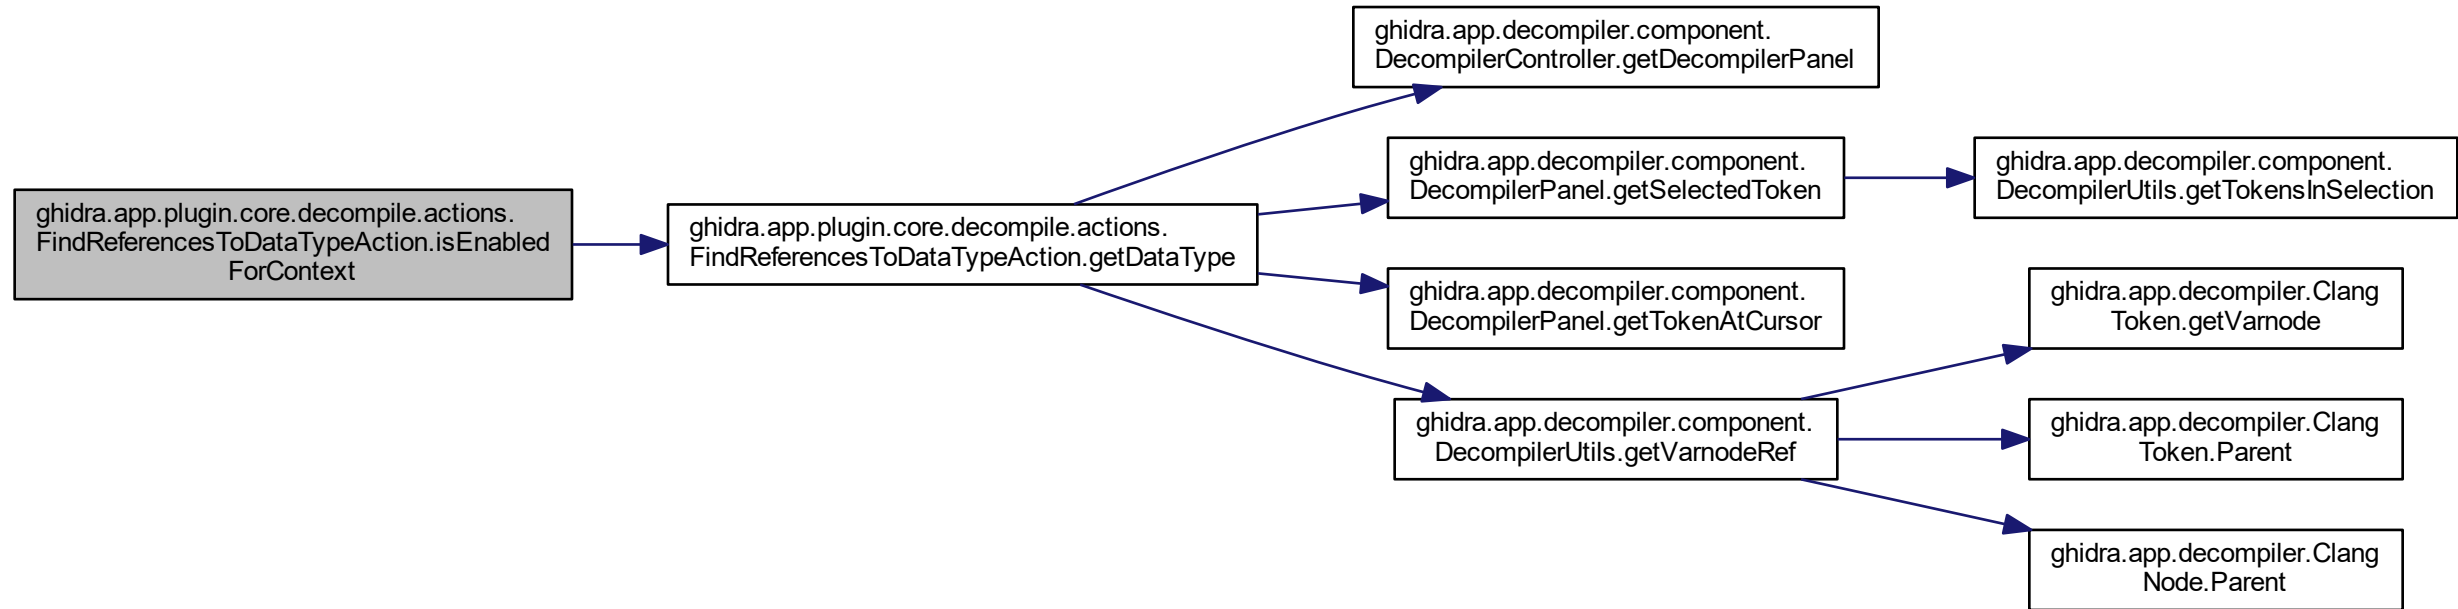 ghidra.app.plugin.core.decompile.actions.
FindReferencesToDataTypeAction.isEnabled
ForContext
ghidra.app.plugin.core.decompile.actions.
FindReferencesToDataTypeAction.getDataType
ghidra.app.decompiler.component.
DecompilerController.getDecompilerPanel
ghidra.app.decompiler.component.
DecompilerPanel.getSelectedToken
ghidra.app.decompiler.component.
DecompilerUtils.getTokensInSelection
ghidra.app.decompiler.component.
DecompilerPanel.getTokenAtCursor
ghidra.app.decompiler.component.
DecompilerUtils.getVarnodeRef
ghidra.app.decompiler.Clang
Token.getVarnode
ghidra.app.decompiler.Clang
Token.Parent
ghidra.app.decompiler.Clang
Node.Parent